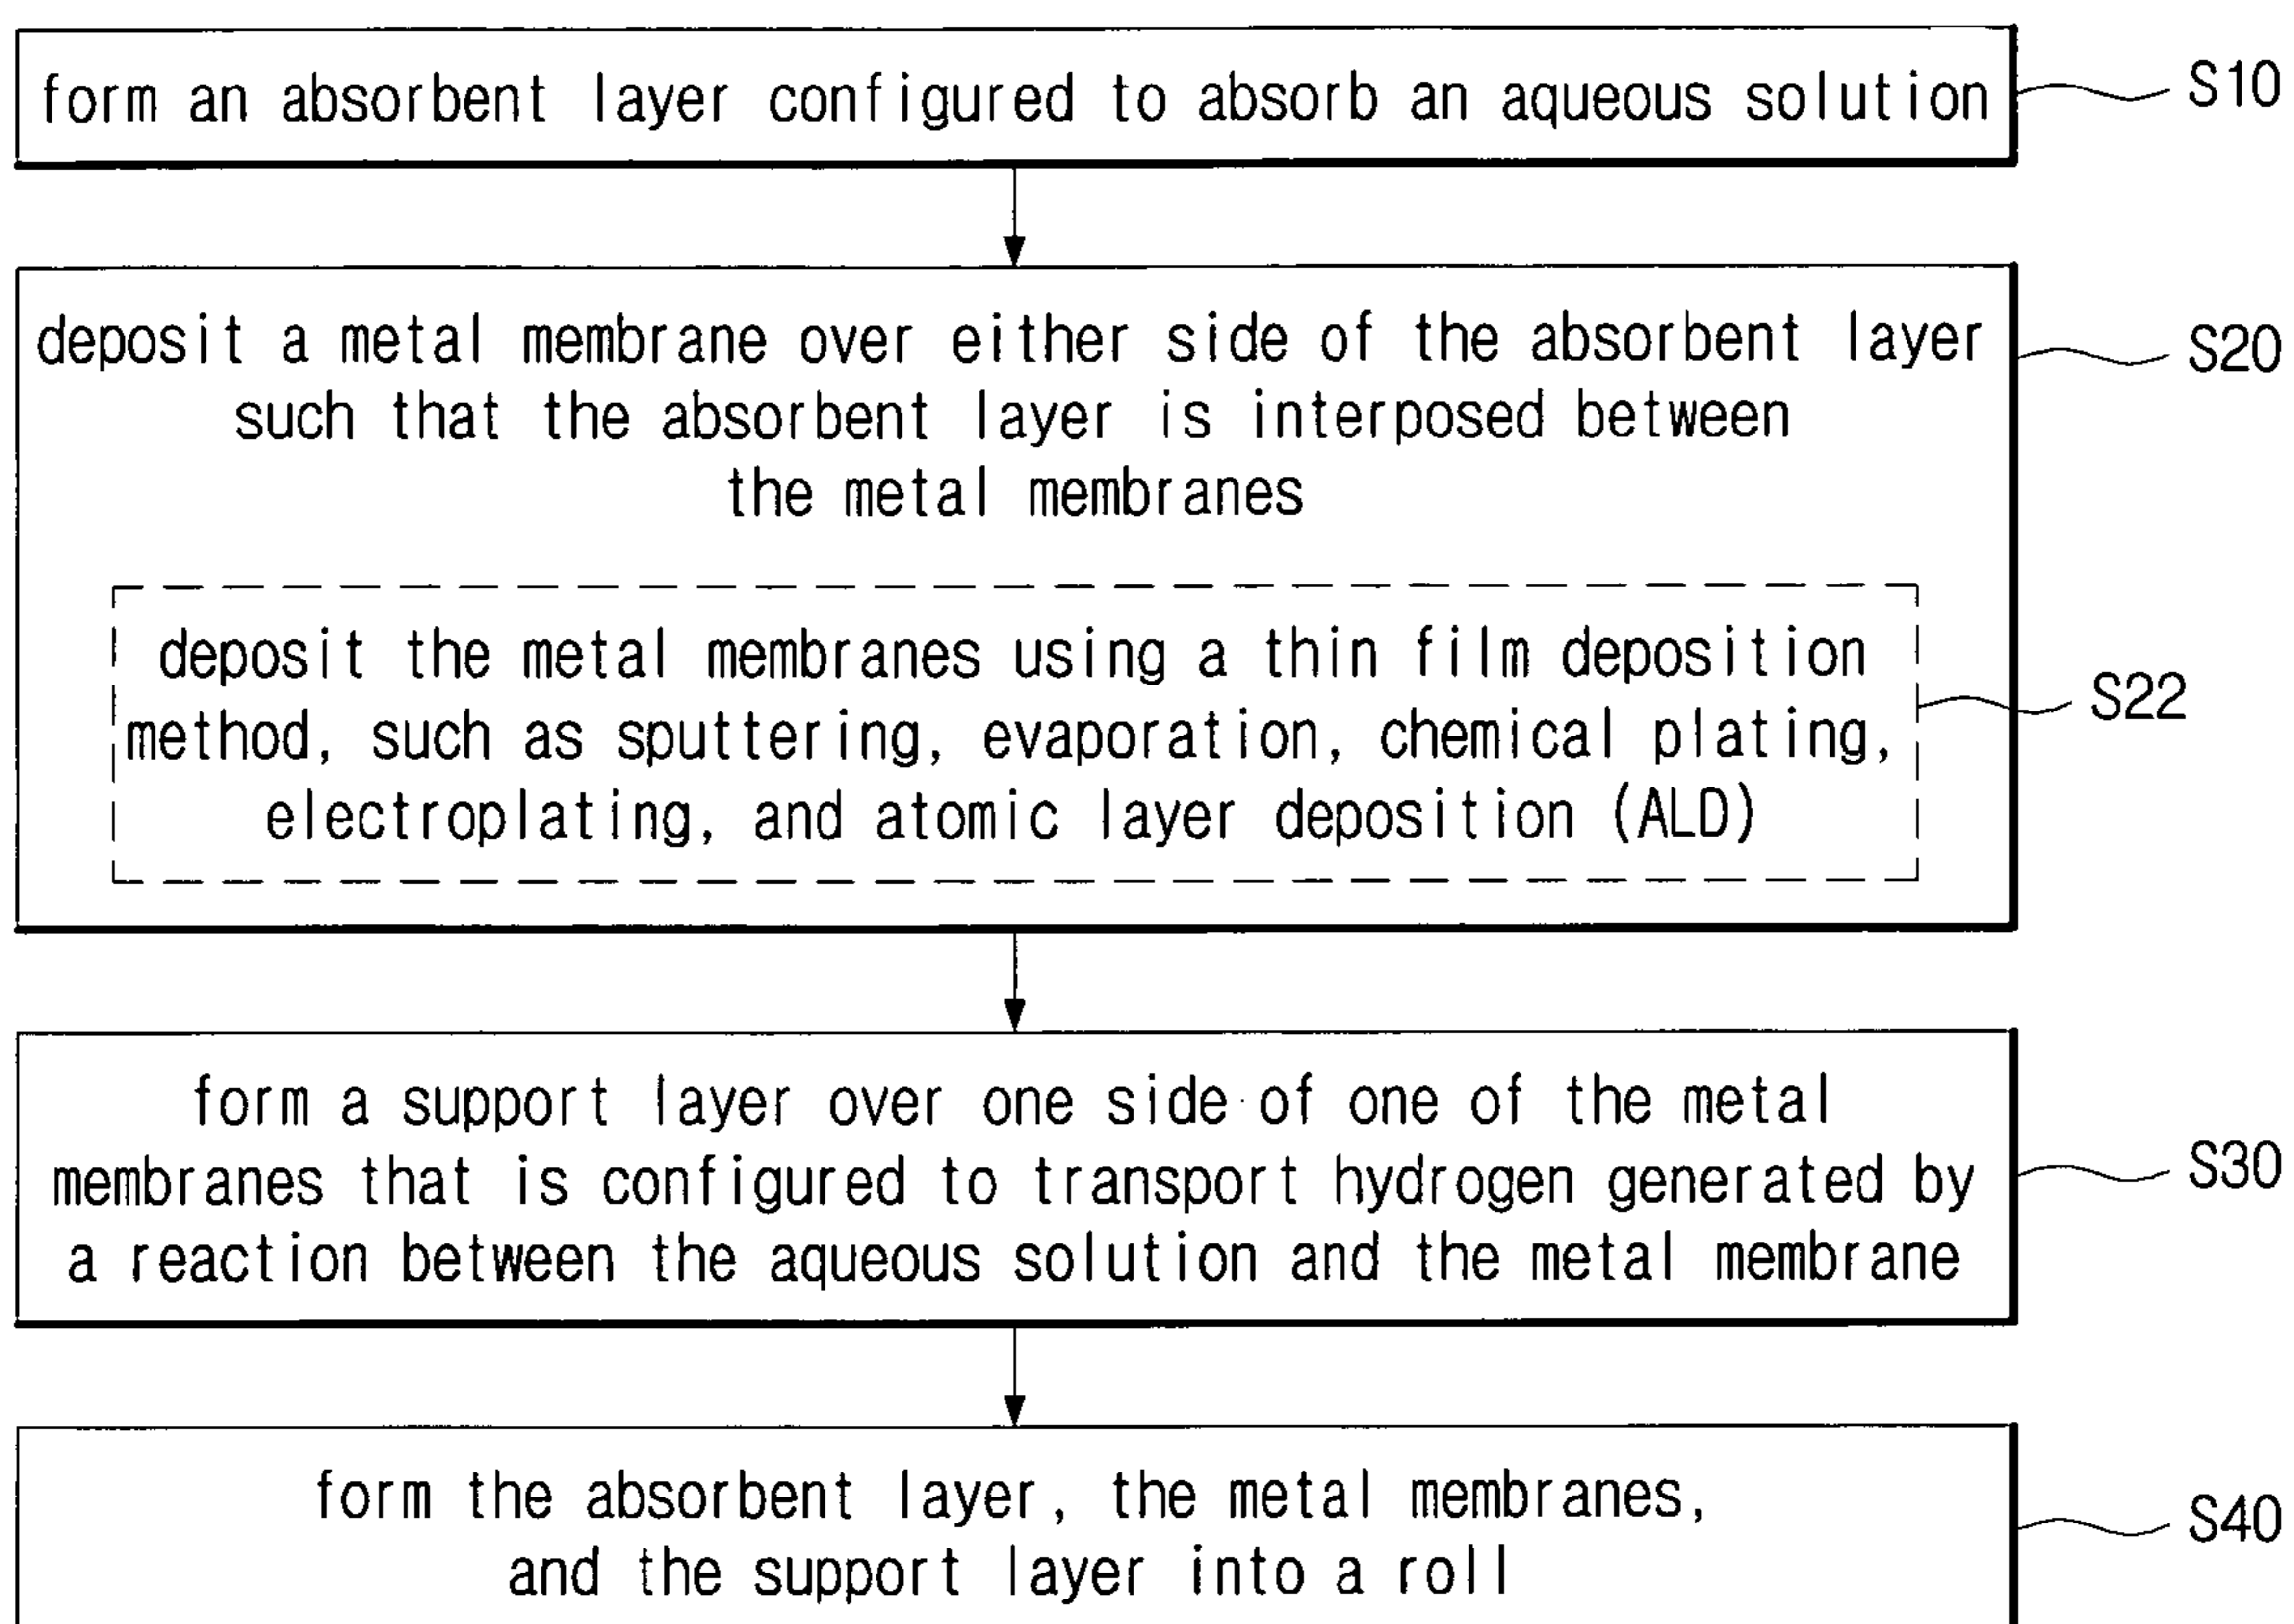 form an absorbent layer configured to absorb an aqueous solution
S10
deposit a metal membrane over either side of the absorbent layer
such that the absorbent layer is interposed between
the metal membranes
S20
deposit the metal membranes using a thin film deposition
method, such as sputtering, evaporation, chemical plating,
electroplating, and atomic layer deposition (ALD)
S22
form a support layer over one side of one of the metal
membranes that is configured to transport hydrogen generated by
a reaction between the aqueous solution and the metal membrane
S30
form the absorbent layer, the metal membranes,
and the support layer into a roll
S40